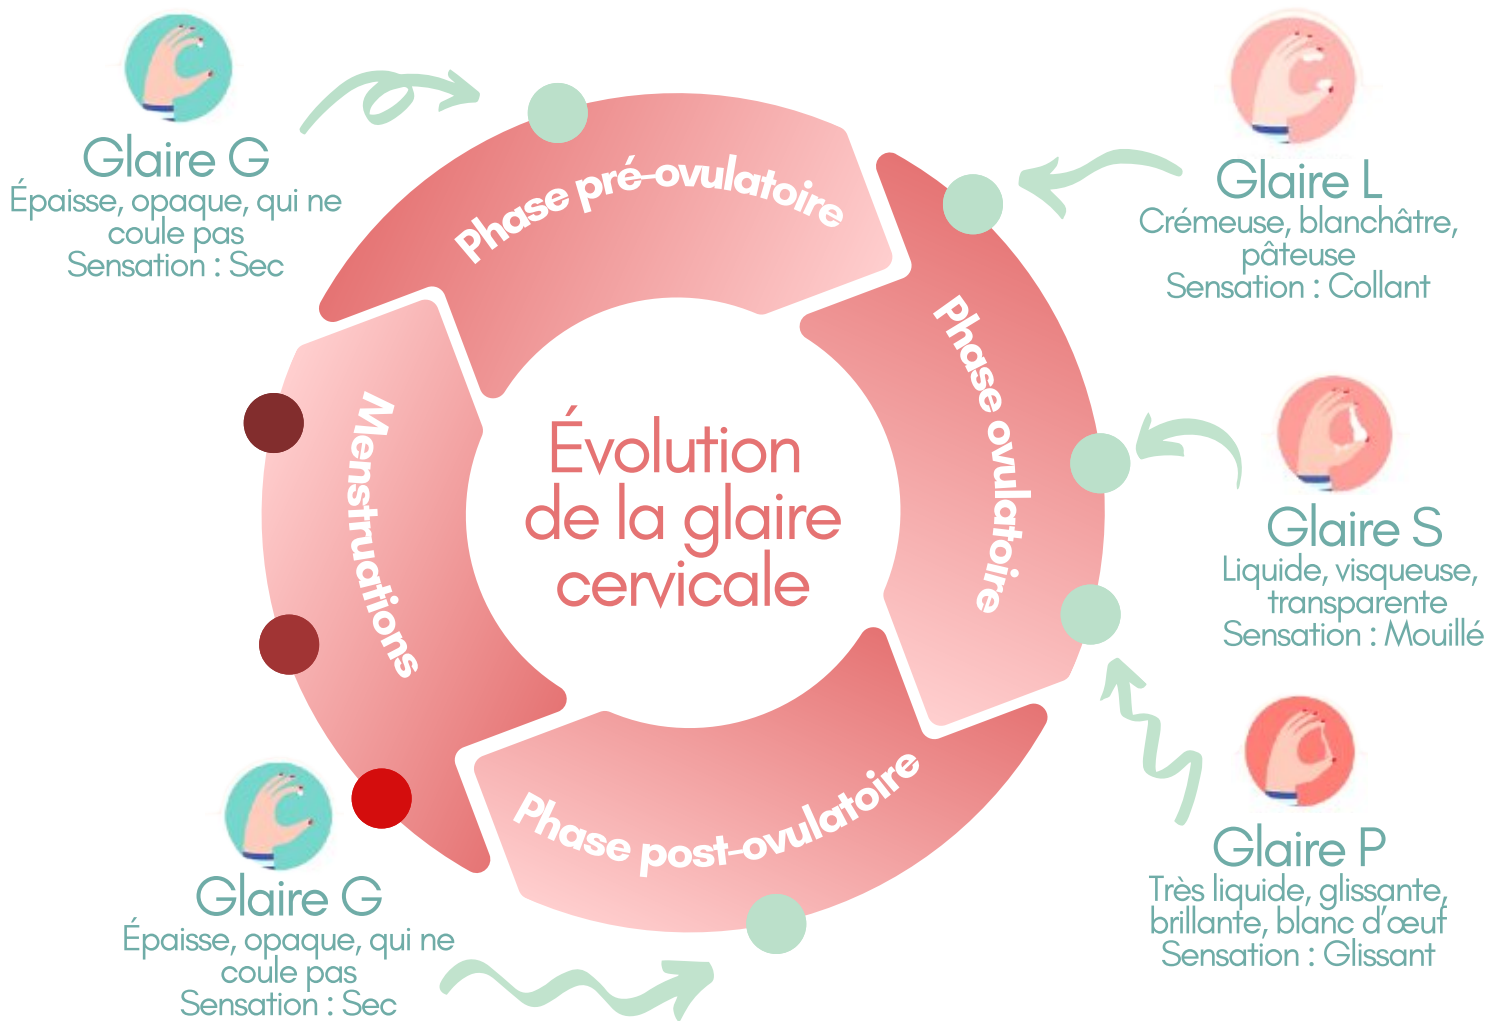 Glaire G
Épaisse, opaque, qui ne
coule pas
Sensation : Sec
Phase pré-ovulatoire
Glaire L
Crémeuse, blanchâtre,
pâteuse
Sensation : Collant
Phase ovulatoire
Menstruations
Évolution
de la glaire
cervicale
Glaire S
Liquide, visqueuse,
transparente
Sensation : Mouillé
Phase post-ovulatoire
Glaire P
Très liquide, glissante,
brillante, blanc d'œuf
Sensation : Glissant
Glaire G
Épaisse, opaque, qui ne
coule pas
Sensation : Sec